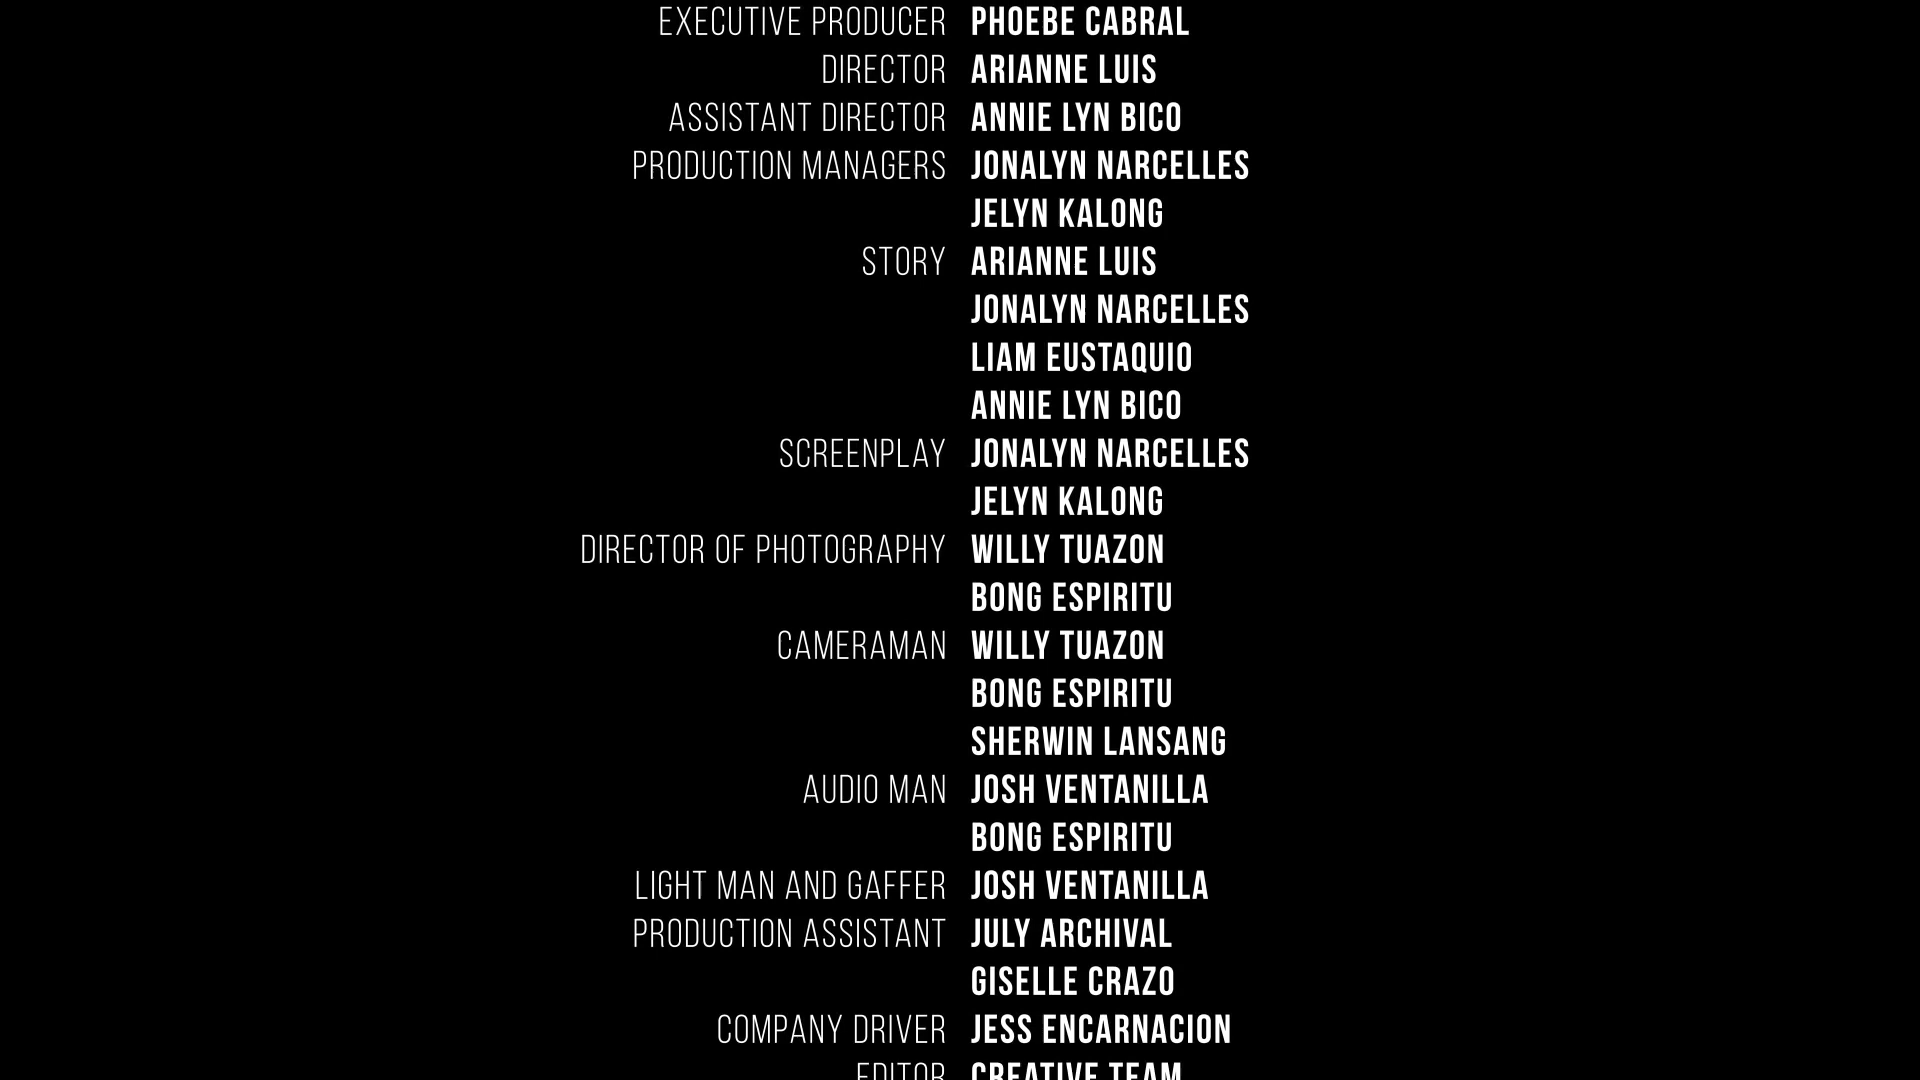 EXECUTIVE PRODUCER PHOEBE CABRAL
DIRECTOR ARIANNE LUIS
ASSISTANT DIRECTOR ANNIE LYN BICO
PRODUCTION MANAGERS JONALYN NARCELLES
JELYN KALONG
STORY ARIANNE LUIS
JONALYN NARCELLES
LIAM EUSTAQUIO
ANNIE LYN BICO
SCREENPLAY JONALYN NARCELLES
JELYN KALONG
DIRECTOR OF PHOTOGRAPHY WILLY TUAZON
BONG ESPIRITU
CAMERAMAN WILLY TUAZON
BONG ESPIRITU
SHERWIN LANSANG
AUDIO MAN JOSH VENTANILLA
BONG ESPIRITU
LIGHT MAN AND GAFFER JOSH VENTANILLA
PRODUCTION ASSISTANT JULY ARCHIVAL
GISELLE CRAZO
COMPANY DRIVER JESS ENCARNACION
EDITOR CREATIVE TEAM